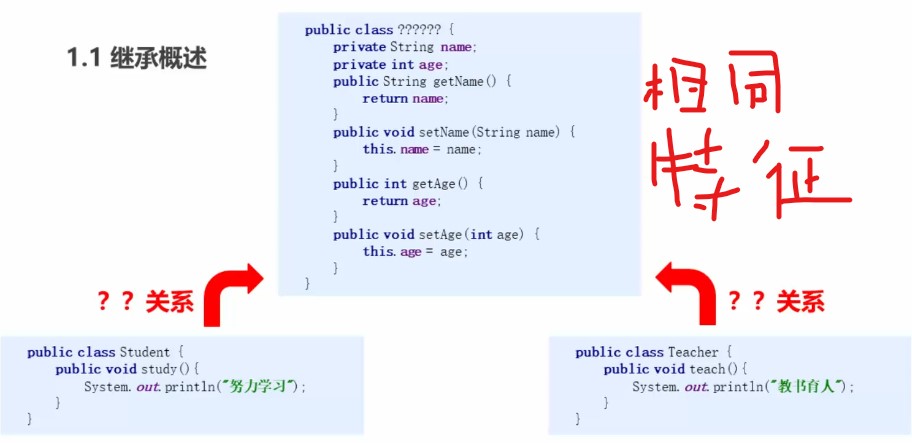 1.1 继承概述
public class ?????? {
private String name;
private int age;
public String getName() {
return name;
}
public void setName(String name) {
this.name = name;
}
public int getAge() {
return age;
}
public void setAge(int age) {
this.age = age;
}
}
相同
特征
？？关系
？？关系
public class Student {
public void study(){
System.out.println("努力学习");
}
}
public class Teacher {
public void teach(){
System.out.println("教书育人");
}
}